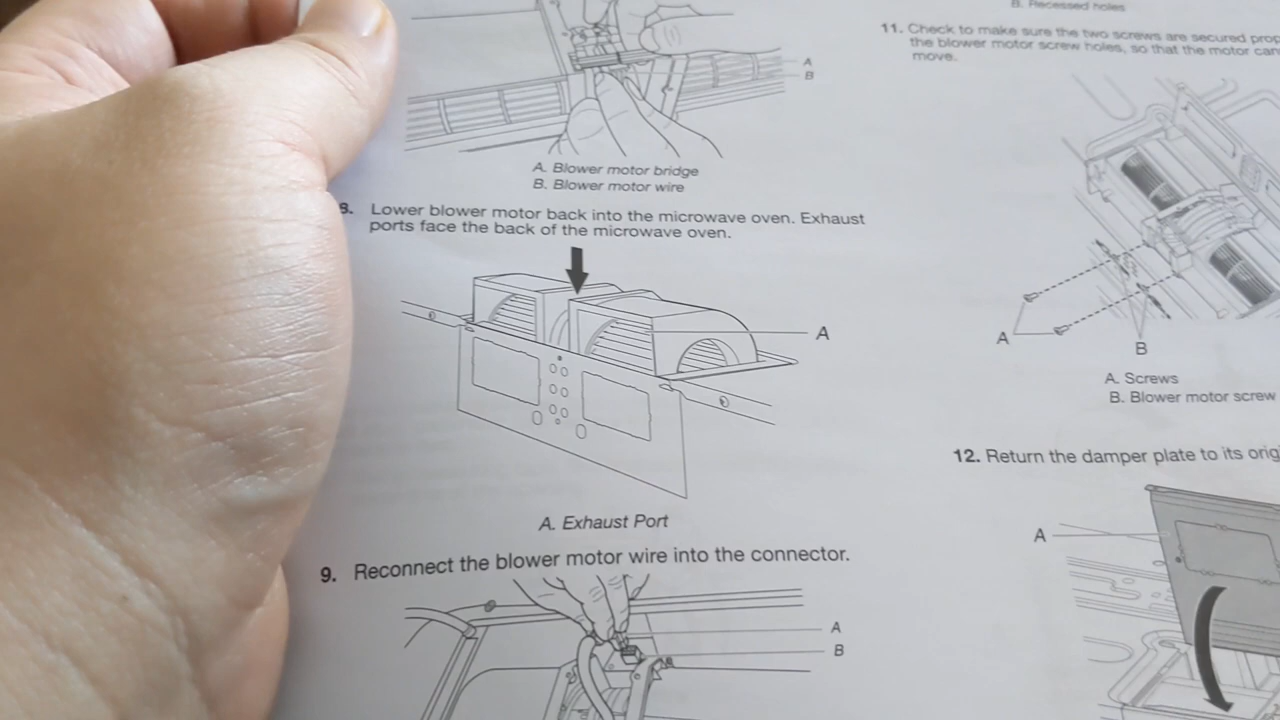 A
B
A. Blower motor bridge
B. Blower motor wire
8. Lower blower motor back into the microwave oven. Exhaust
ports face the back of the microwave oven.
A
A. Exhaust Port
9. Reconnect the blower motor wire into the connector.
A
B
B. Recessed holes
11. Check to make sure the two screws are secured
the blower motor screw holes, so that the motor
move.
A
B
A. Screws
B. Blower motor screw
12. Return the damper plate to its
A